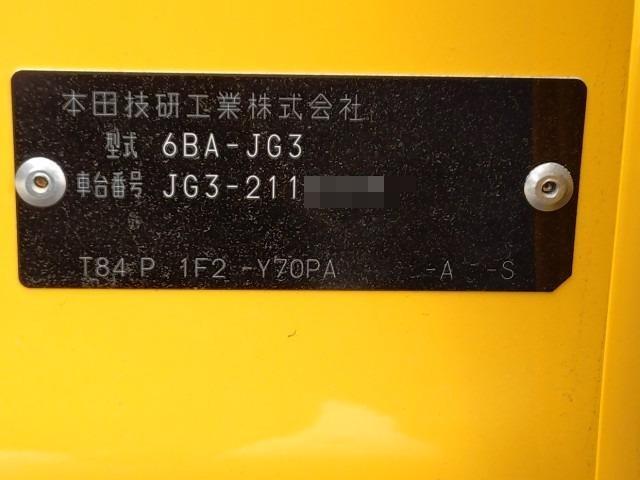 本田技研工業株式会社
型式 6BA-JG3
車台番号 JG3-211
T84 P 1F2 -Y70PA -A -S